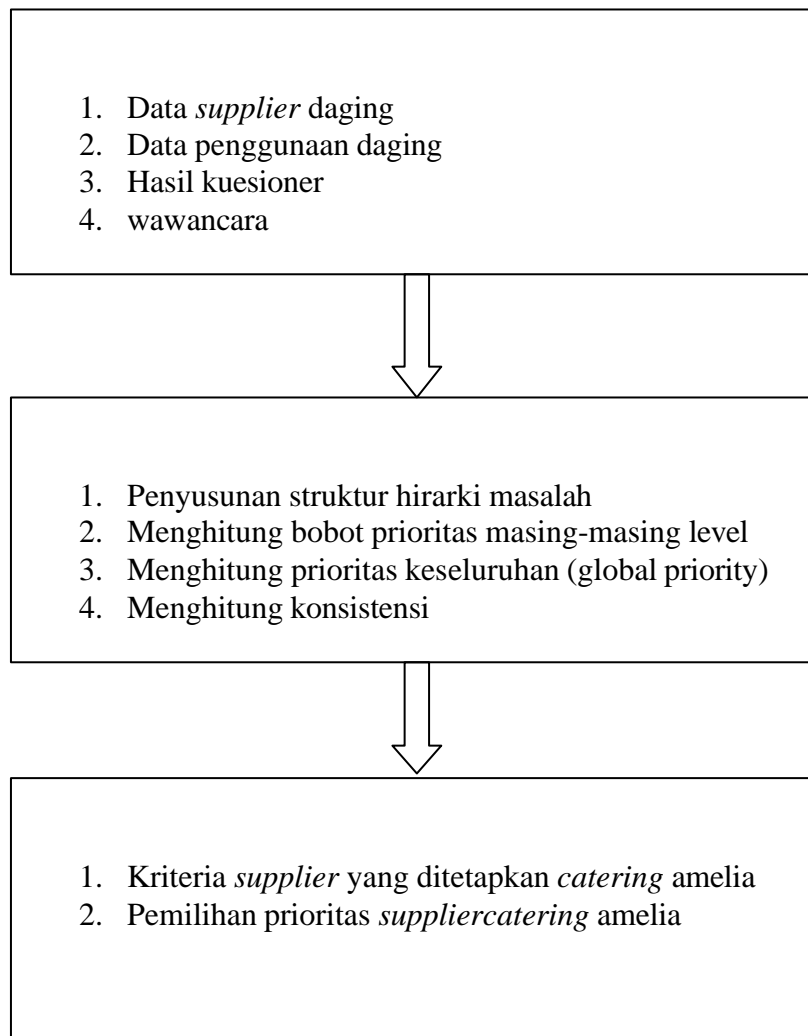 1. Data supplier daging
2. Data penggunaan daging
3. Hasil kuesioner
4. wawancara
1. Penyusunan struktur hirarki masalah
2. Menghitung bobot prioritas masing-masing level
3. Menghitung prioritas keseluruhan (global priority)
4. Menghitung konsistensi
1. Kriteria supplier yang ditetapkan catering amelia
2. Pemilihan prioritas suppliercatering amelia